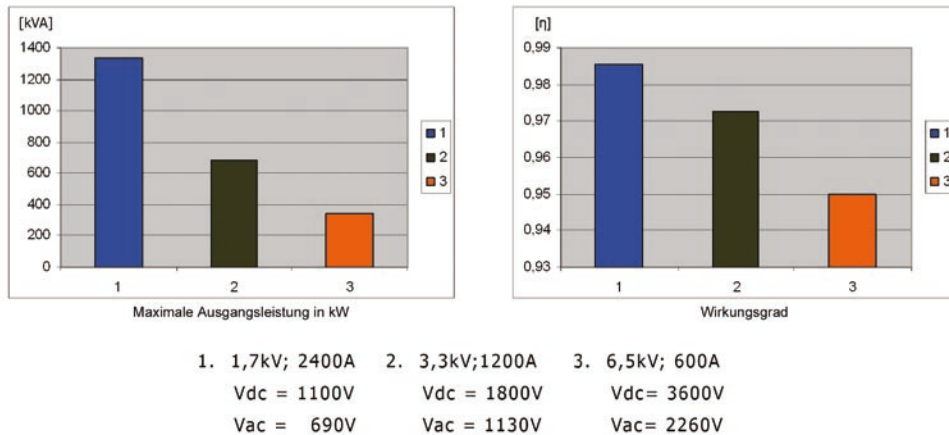 [kVA]
1400
1200
1000
800
600
400
200
0
1 2 3
1
2
3
Maximale Ausgangsleistung in kW
[η]
0,99
0,98
0,97
0,96
0,95
0,94
0,93
1 2 3
1
2
3
Wirkungsgrad
1. 1,7kV; 2400A 2. 3,3kV;1200A 3. 6,5kV; 600A
Vdc = 1100V Vdc = 1800V Vdc= 3600V
Vac = 690V Vac = 1130V Vac= 2260V